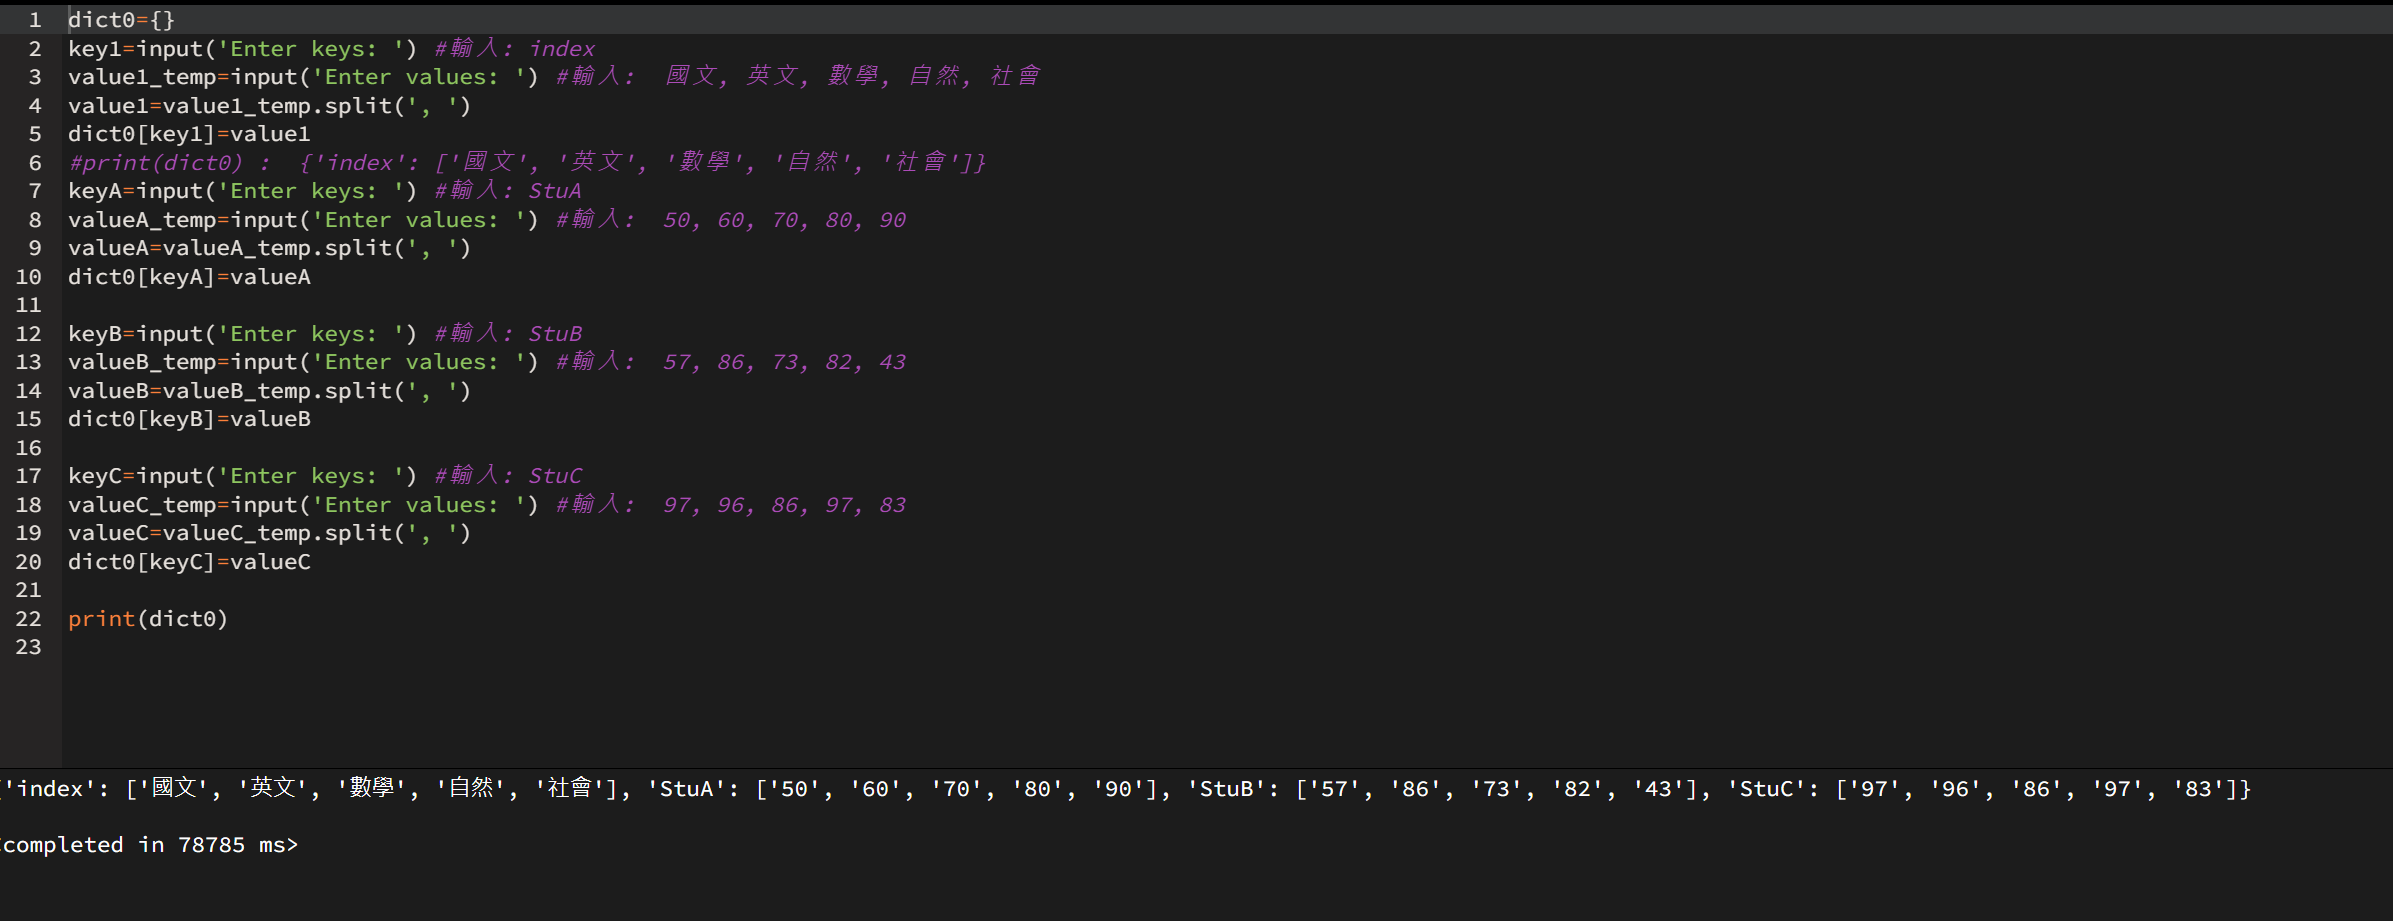 1 dict0={}
2 key1=input('Enter keys: ') #輸入: index
3 value1_temp=input('Enter values: ') #輸入:  國文, 英文, 數學, 自然, 社會
4 value1=value1_temp.split(', ')
5 dict0[key1]=value1
6 #print(dict0) :  {'index': ['國文', '英文', '數學', '自然', '社會']}
7 keyA=input('Enter keys: ') #輸入: StuA
8 valueA_temp=input('Enter values: ') #輸入:  50, 60, 70, 80, 90
9 valueA=valueA_temp.split(', ')
10 dict0[keyA]=valueA
11
12 keyB=input('Enter keys: ') #輸入: StuB
13 valueB_temp=input('Enter values: ') #輸入:  57, 86, 73, 82, 43
14 valueB=valueB_temp.split(', ')
15 dict0[keyB]=valueB
16
17 keyC=input('Enter keys: ') #輸入: StuC
18 valueC_temp=input('Enter values: ') #輸入:  97, 96, 86, 97, 83
19 valueC=valueC_temp.split(', ')
20 dict0[keyC]=valueC
21
22 print(dict0)
23
'index': ['國文', '英文', '數學', '自然', '社會'], 'StuA': ['50', '60', '70', '80', '90'], 'StuB': ['57', '86', '73', '82', '43'], 'StuC': ['97', '96', '86', '97', '83']}
completed in 78785 ms>